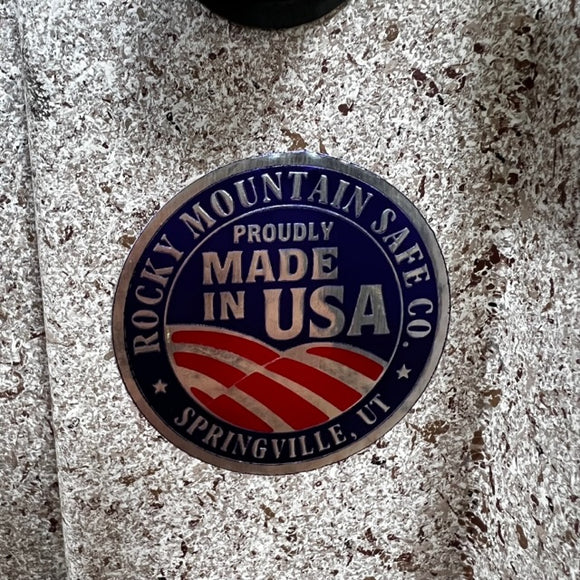 ROCKY MOUNTAIN SAFE CO.
PROUDLY
MADE
IN USA
SPRINGVILLE, UT